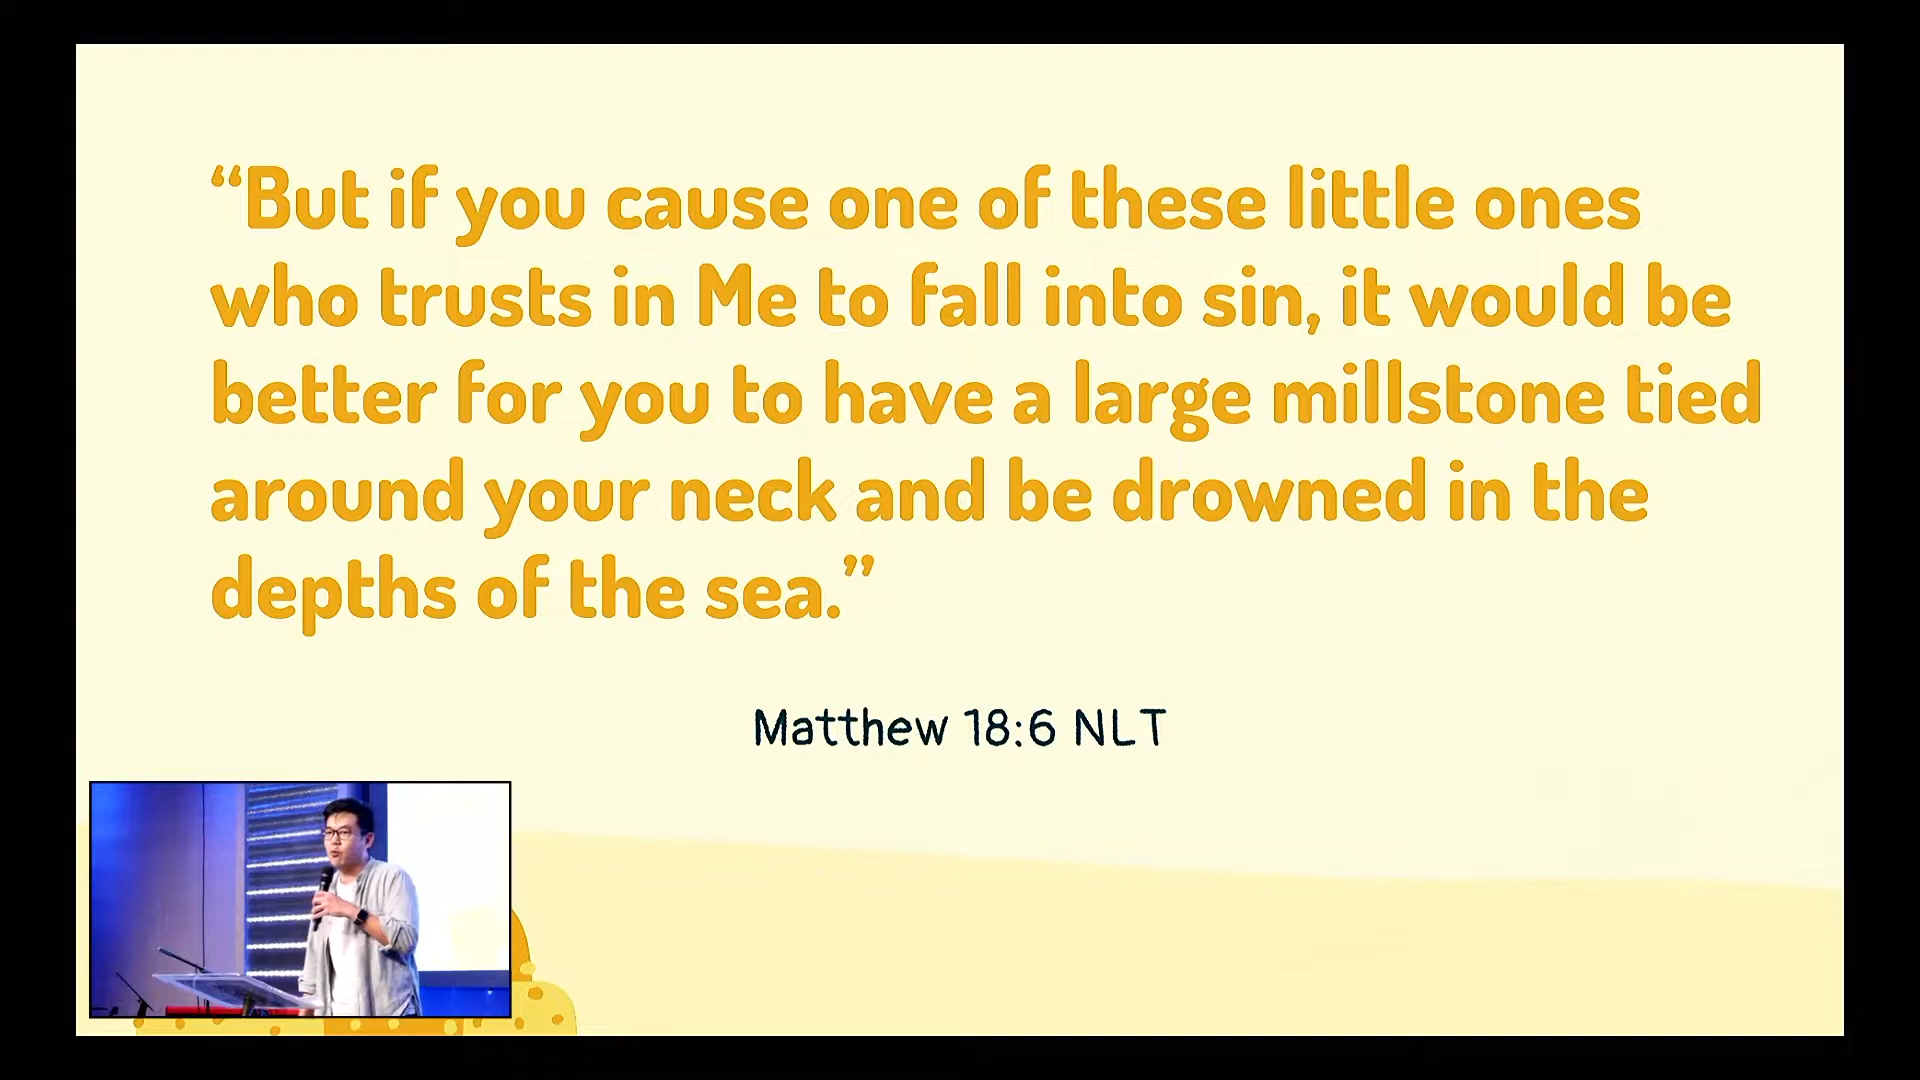 “But if you cause one of these little ones
who trusts in Me to fall into sin, it would be
better for you to have a large millstone tied
around your neck and be drowned in the
depths of the sea.”
Matthew 18:6 NLT